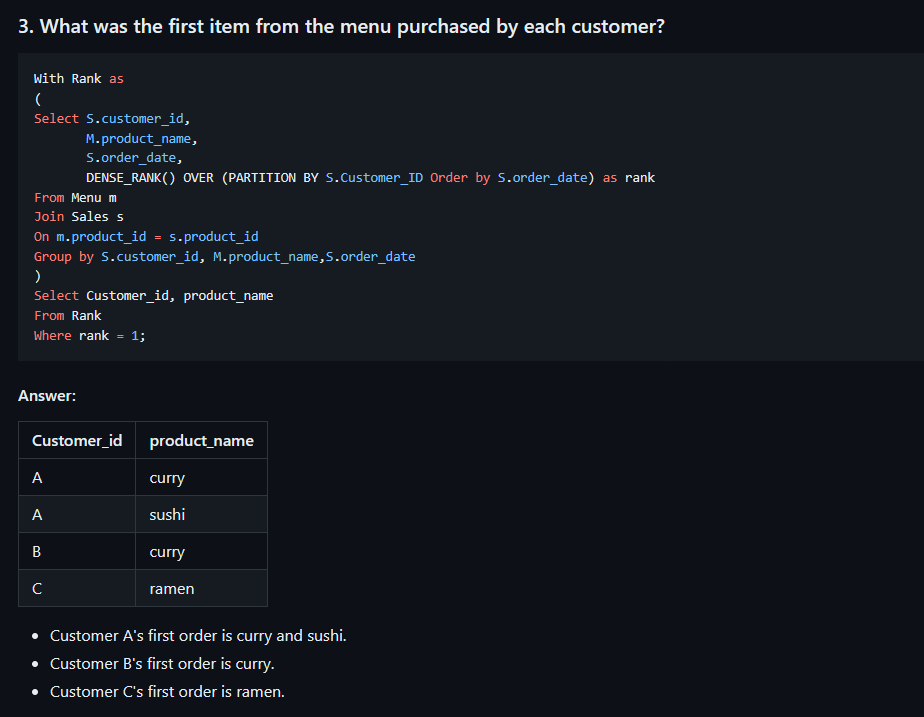 3. What was the first item from the menu purchased by each customer?
With Rank as
(
Select S.customer_id,
M.product_name,
S.order_date,
DENSE_RANK() OVER (PARTITION BY S.Customer_ID Order by S.order_date) as rank
From Menu m
Join Sales s
On m.product_id = s.product_id
Group by S.customer_id, M.product_name,S.order_date
)
Select Customer_id, product_name
From Rank
Where rank = 1;
Answer:
Customer_id product_name
A curry
A sushi
B curry
C ramen
• Customer A's first order is curry and sushi.
• Customer B's first order is curry.
• Customer C's first order is ramen.